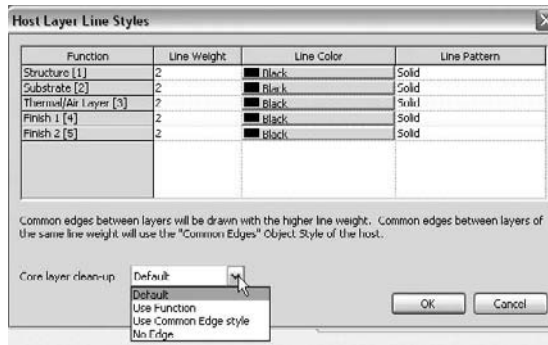 Host Layer Line Styles
Function Line Weight Line Color Line Pattern
Structure [1] 2 Black Solid
Substrate [2] 2 Black Solid
Thermal/Air Layer [3] 2 Black Solid
Finish 1 [4] 2 Black Solid
Finish 2 [5] 2 Black Solid
Common edges between layers will be drawn with the higher line weight. Common edges between layers of
the same line weight will use the "Common Edges" Object Style of the host.
Core layer clean-up Default
Default
Use Function
Use Common Edge style
No Edge
OK Cancel